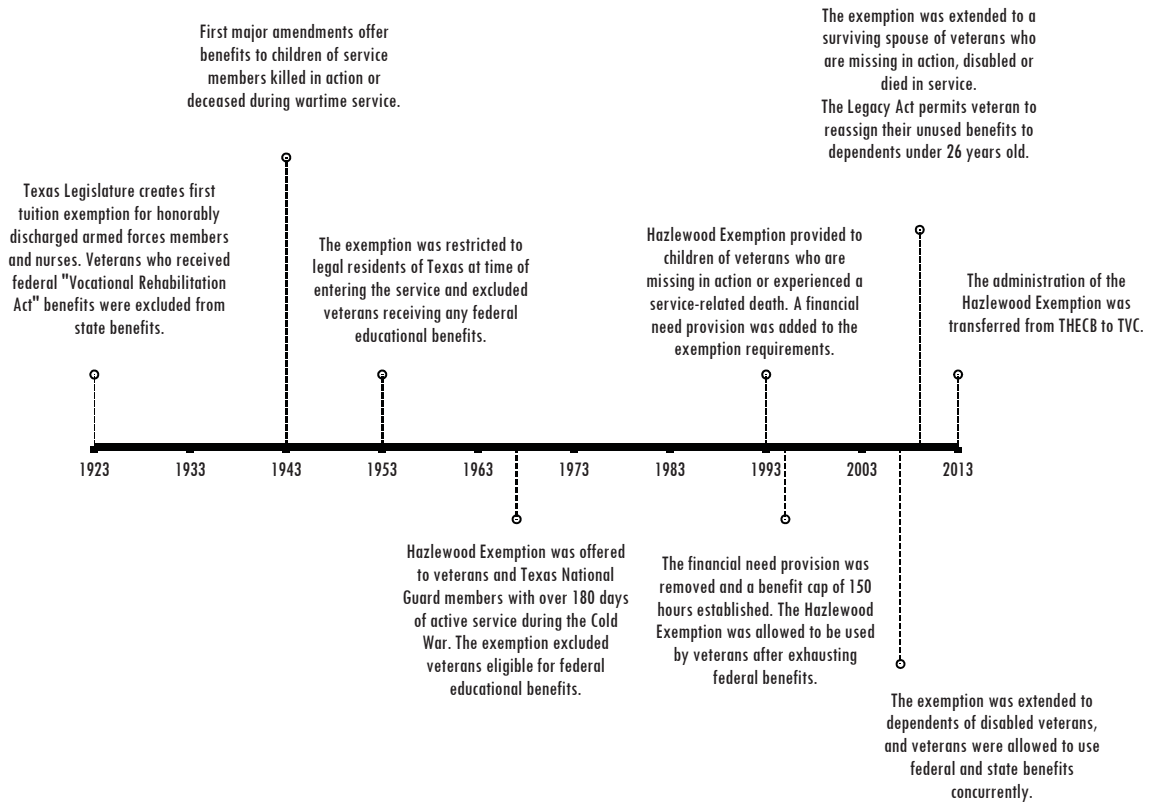 First major amendments offer
benefits to children of service
members killed in action or
deceased during wartime service.
The exemption was extended to a
surviving spouse of veterans who
are missing in action, disabled or
died in service.
The Legacy Act permits veteran to
reassign their unused benefits to
dependents under 26 years old.
Texas Legislature creates first
tuition exemption for honorably
discharged armed forces members
and nurses. Veterans who received
federal "Vocational Rehabilitation
Act" benefits were excluded from
state benefits.
The exemption was restricted to
legal residents of Texas at time of
entering the service and excluded
veterans receiving any federal
educational benefits.
Hazlewood Exemption provided to
children of veterans who are
missing in action or experienced a
service-related death. A financial
need provision was added to the
exemption requirements.
The administration of the
Hazlewood Exemption was
transferred from THECB to TVC.
1923 1933 1943 1953 1963 1973 1983 1993 2003 2013
Hazlewood Exemption was offered
to veterans and Texas National
Guard members with over 180 days
of active service during the Cold
War. The exemption excluded
veterans eligible for federal
educational benefits.
The financial need provision was
removed and a benefit cap of 150
hours established. The Hazlewood
Exemption was allowed to be used
by veterans after exhausting
federal benefits.
The exemption was extended to
dependents of disabled veterans,
and veterans were allowed to use
federal and state benefits
concurrently.